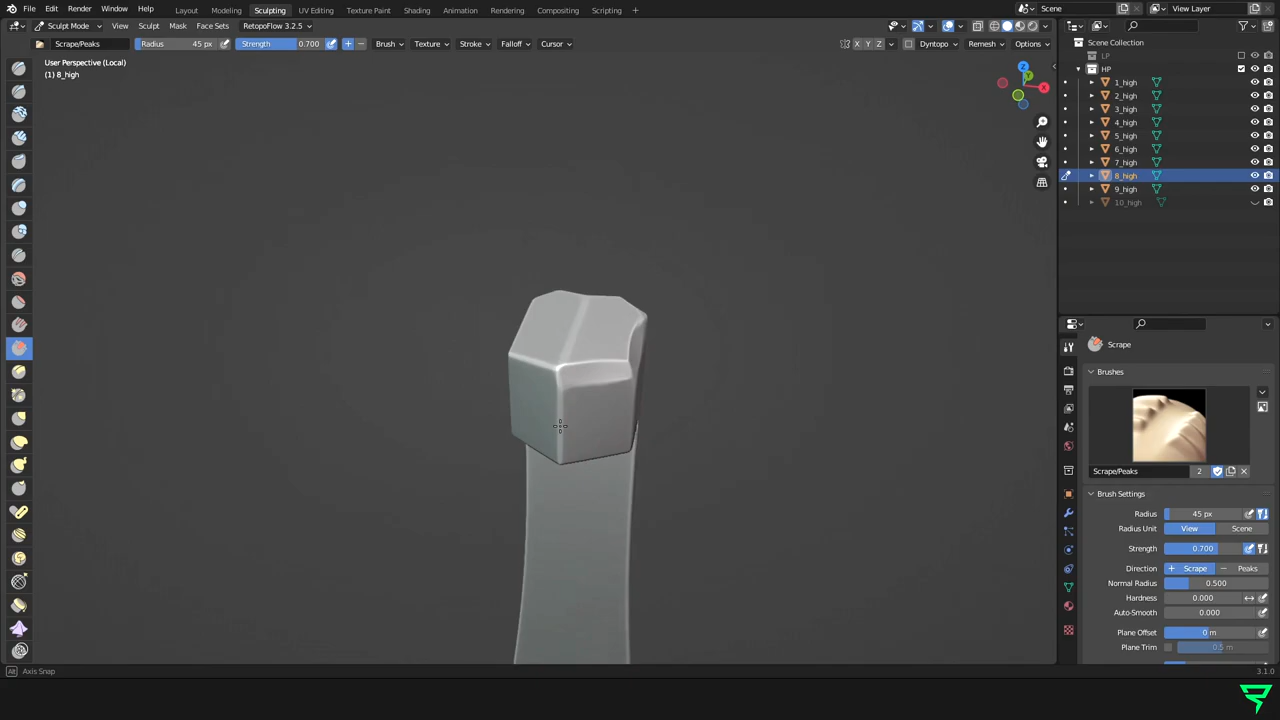 File Edit Render Window Help Layout Modeling Sculpting UV Editing Texture Paint Shading Animation Rendering Compositing Geometry Nodes Scripting + Scene View Layer
Sculpt Mode View Sculpt Mask Face Sets RetopoFlow 3.2.5
Scrape/Peaks Radius 45 px Strength 0.700 Brush Texture Stroke Falloff Cursor X Y Z Dyntopo Remesh Options
User Perspective (Local)
(1) 8_high
Z
Y
X
Scene Collection
LP
HP
1_high
2_high
3_high
4_high
5_high
6_high
7_high
8_high
9_high
10_high
Scrape
Brushes
Scrape/Peaks 2
Brush Settings
Radius 45 px
Radius Unit View Scene
Strength 0.700
Direction + Scrape − Peaks
Normal Radius 0.500
Hardness 0.000
Auto-Smooth 0.000
Plane Offset 0 m
Plane Trim 0.5 m
Alt Axis Snap 3.1.0